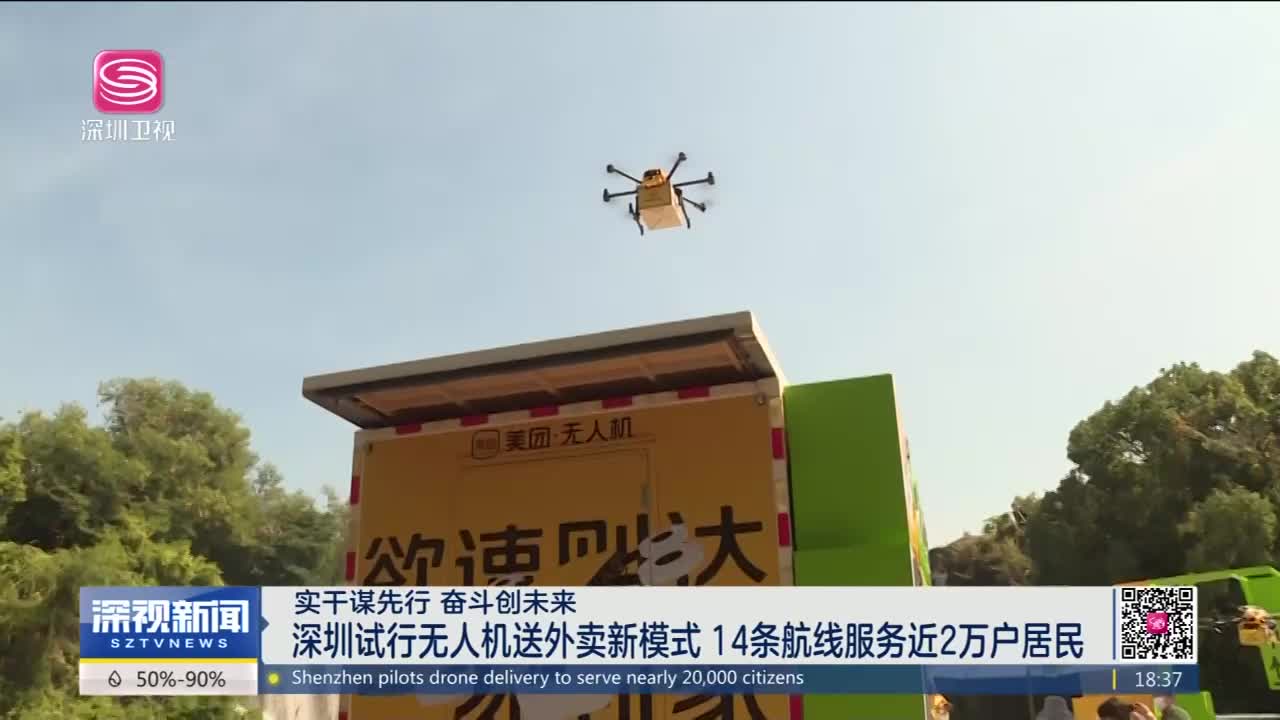 深圳卫视
美团·无人机
欲速则达
实干谋先行 奋斗创未来
深视新闻
SZTVNEWS
深圳试行无人机送外卖新模式 14条航线服务近2万户居民
50%-90%
Shenzhen pilots drone delivery to serve nearly 20,000 citizens
18:37